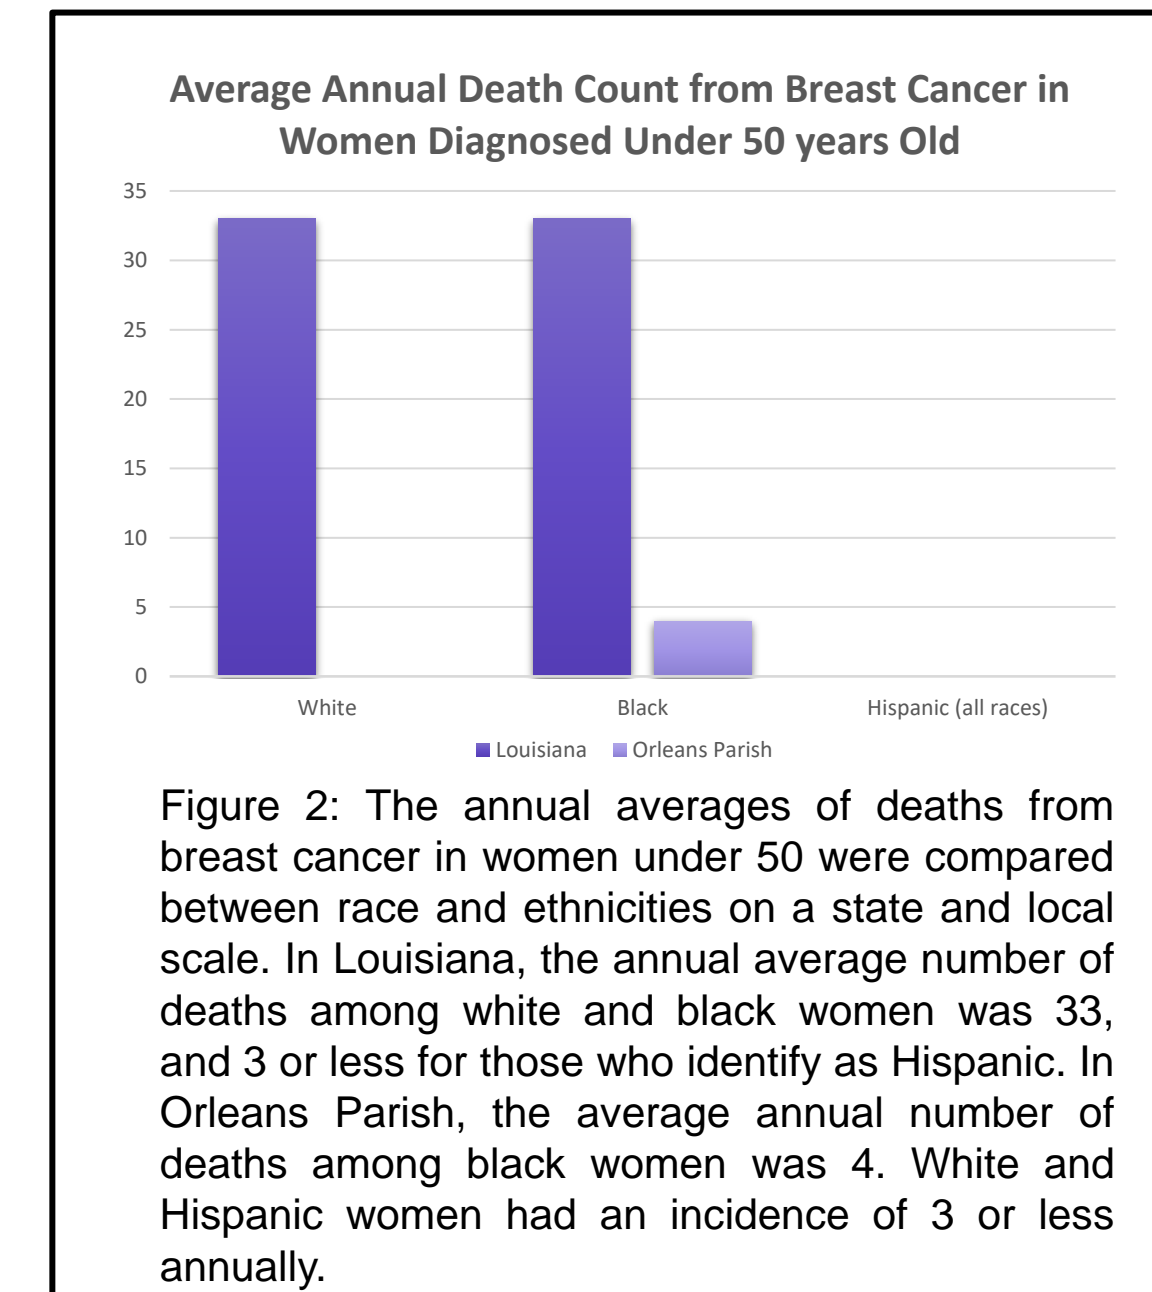 Average Annual Death Count from Breast Cancer in
Women Diagnosed Under 50 years Old
35
30
25
20
15
10
5
0
White Black Hispanic (all races)
Louisiana Orleans Parish
Figure 2: The annual averages of deaths from
breast cancer in women under 50 were compared
between race and ethnicities on a state and local
scale. In Louisiana, the annual average number of
deaths among white and black women was 33,
and 3 or less for those who identify as Hispanic. In
Orleans Parish, the average annual number of
deaths among black women was 4. White and
Hispanic women had an incidence of 3 or less
annually.